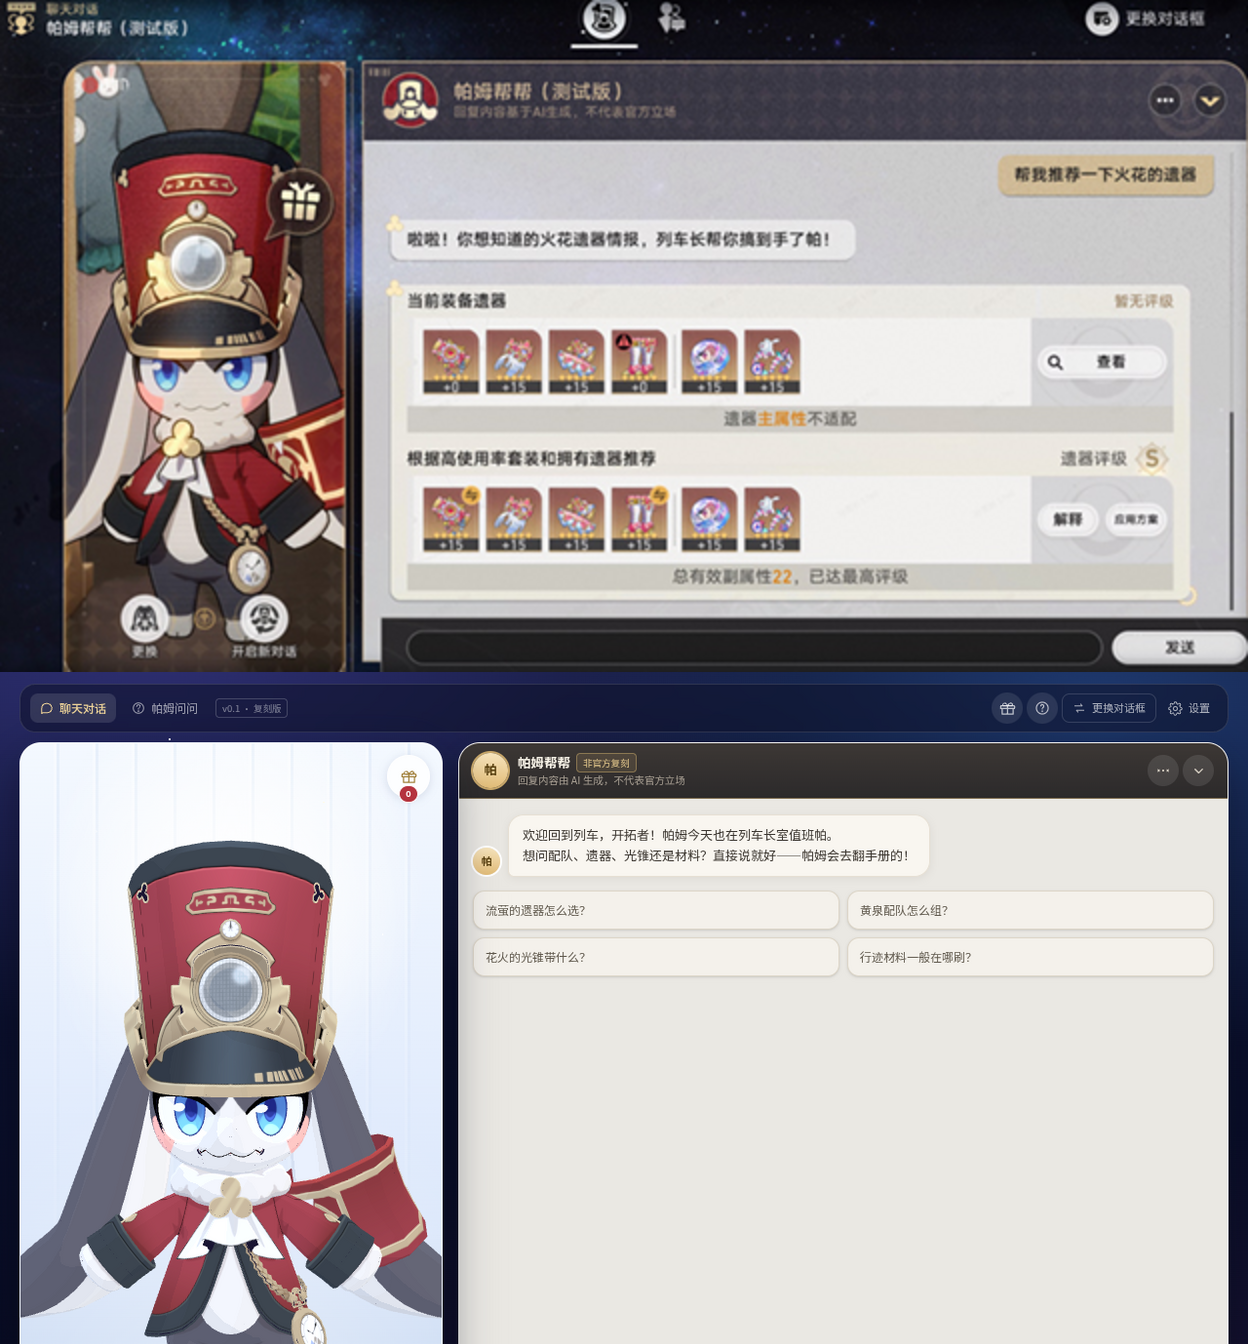 聊天对话
帕姆帮帮（测试版）
更换对话框
帕姆帮帮（测试版）
回复内容基于AI生成，不代表官方立场
帮我推荐一下火花的遗器
啦啦！你想知道的火花遗器情报，列车长帮你搞到手了帕！
当前装备遗器
暂无评级
+0
+15
+15
+0
+15
+15
查看
遗器主属性不适配
根据高使用率套装和拥有遗器推荐
遗器评级 S
+15
+15
+15
+15
+15
+15
解释
应用方案
总有效副属性22，已达最高评级
更换
开启新对话
发送
聊天对话
帕姆问问
v0.1 · 复刻版
更换对话框
设置
0
帕
帕姆帮帮
非官方复刻
回复内容由 AI 生成，不代表官方立场
欢迎回到列车，开拓者！帕姆今天也在列车长室值班帕。
想问配队、遗器、光锥还是材料？直接说就好——帕姆会去翻手册的！
帕
流萤的遗器怎么选？
黄泉配队怎么组？
花火的光锥带什么？
行迹材料一般在哪刷？